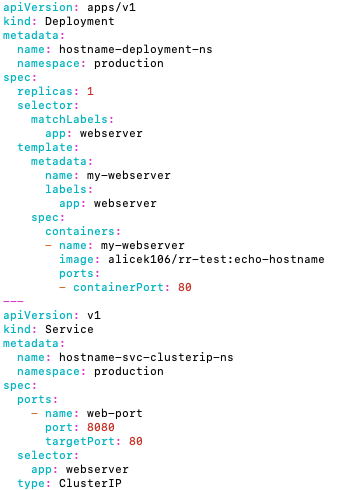 apiVersion: apps/v1
kind: Deployment
metadata:
  name: hostname-deployment-ns
  namespace: production
spec:
  replicas: 1
  selector:
    matchLabels:
      app: webserver
  template:
    metadata:
      name: my-webserver
      labels:
        app: webserver
    spec:
      containers:
      - name: my-webserver
        image: alicek106/rr-test:echo-hostname
        ports:
        - containerPort: 80
---
apiVersion: v1
kind: Service
metadata:
  name: hostname-svc-clusterip-ns
  namespace: production
spec:
  ports:
    - name: web-port
      port: 8080
      targetPort: 80
  selector:
    app: webserver
  type: ClusterIP